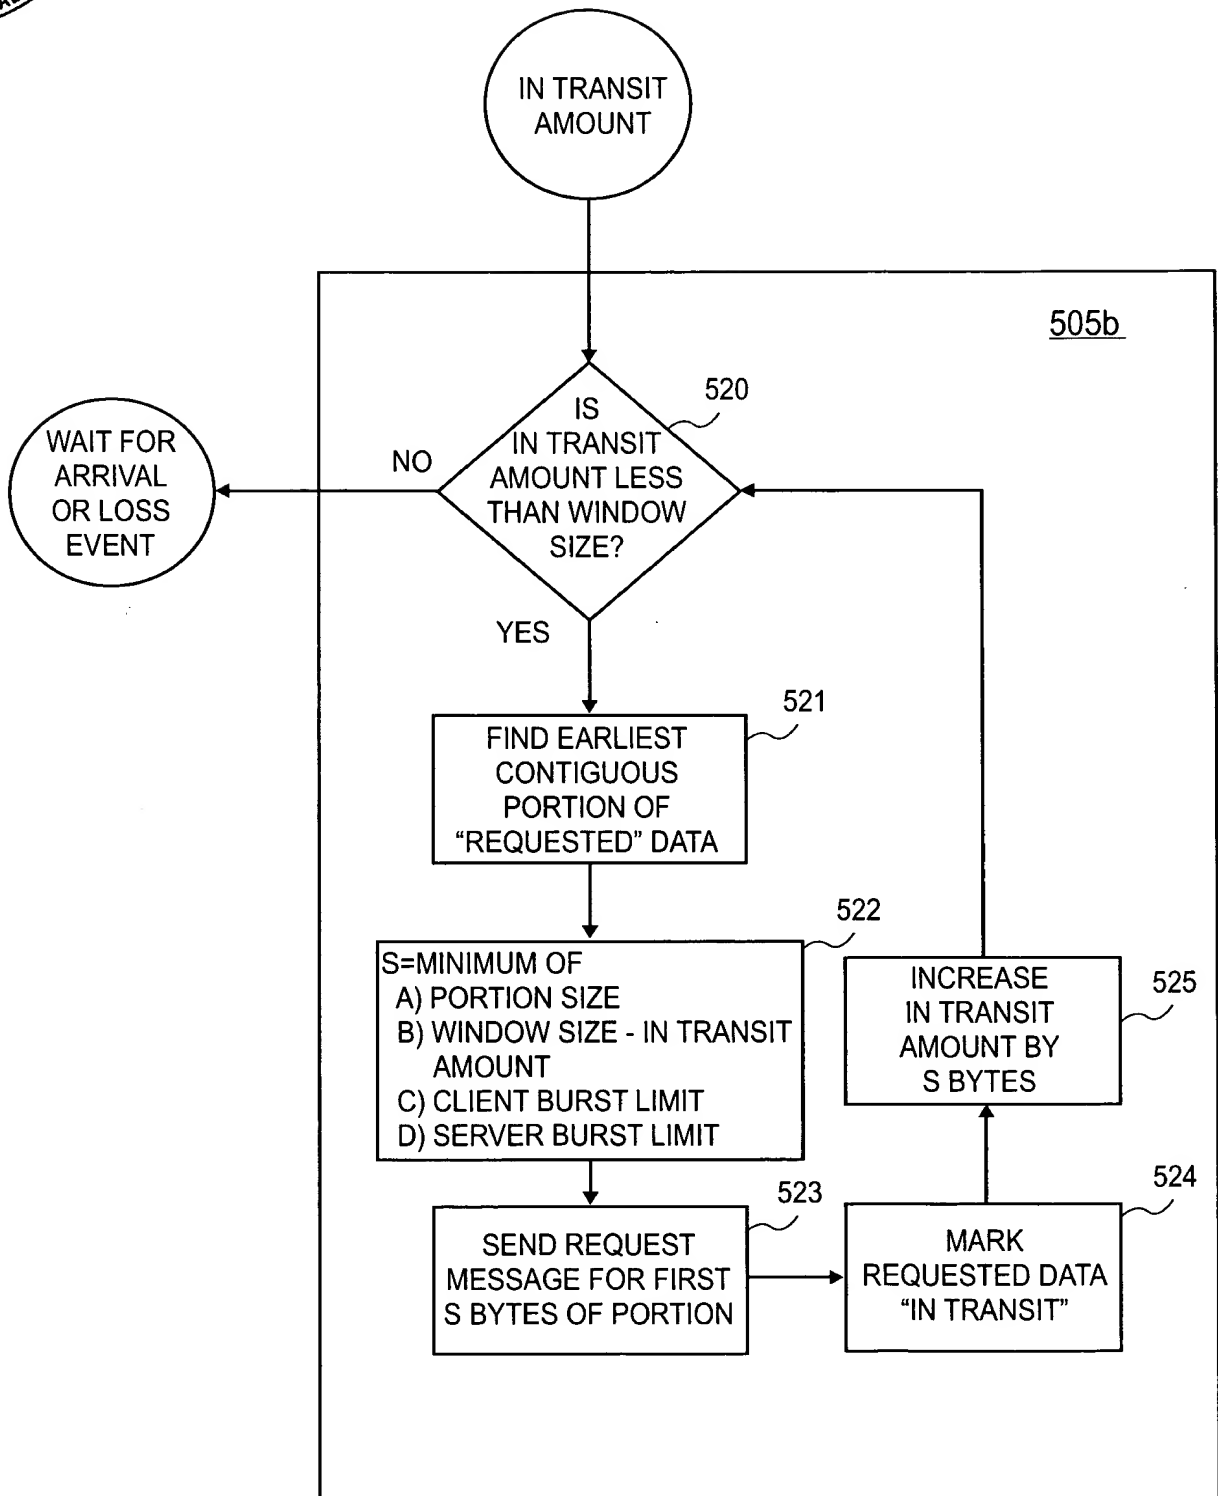 IN TRANSIT
AMOUNT
505b
520
IS
IN TRANSIT
AMOUNT LESS
THAN WINDOW
SIZE?
NO
WAIT FOR
ARRIVAL
OR LOSS
EVENT
YES
521
FIND EARLIEST
CONTIGUOUS
PORTION OF
“REQUESTED” DATA
522
S=MINIMUM OF
A) PORTION SIZE
B) WINDOW SIZE - IN TRANSIT
AMOUNT
C) CLIENT BURST LIMIT
D) SERVER BURST LIMIT
523
SEND REQUEST
MESSAGE FOR FIRST
S BYTES OF PORTION
524
MARK
REQUESTED DATA
“IN TRANSIT”
525
INCREASE
IN TRANSIT
AMOUNT BY
S BYTES